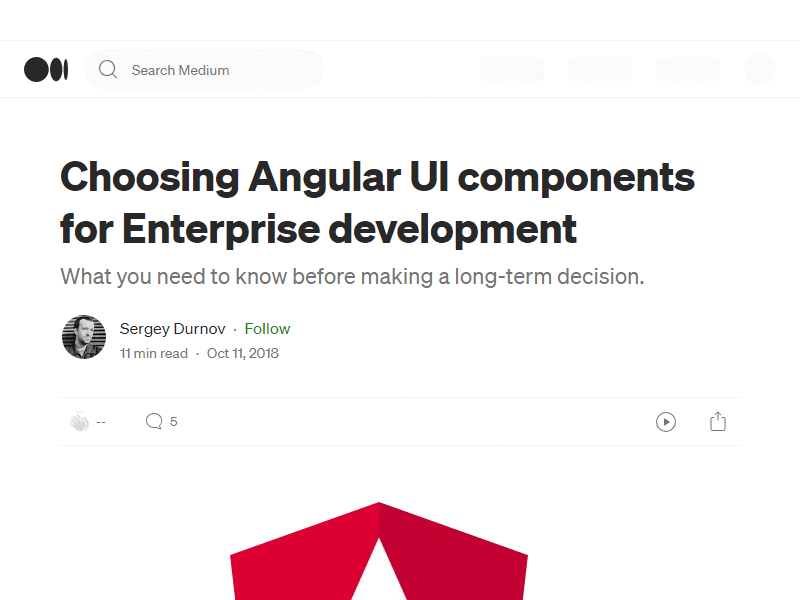 Search Medium
Choosing Angular UI components
for Enterprise development
What you need to know before making a long-term decision.
Sergey Durnov · Follow
11 min read · Oct 11, 2018
-- 5